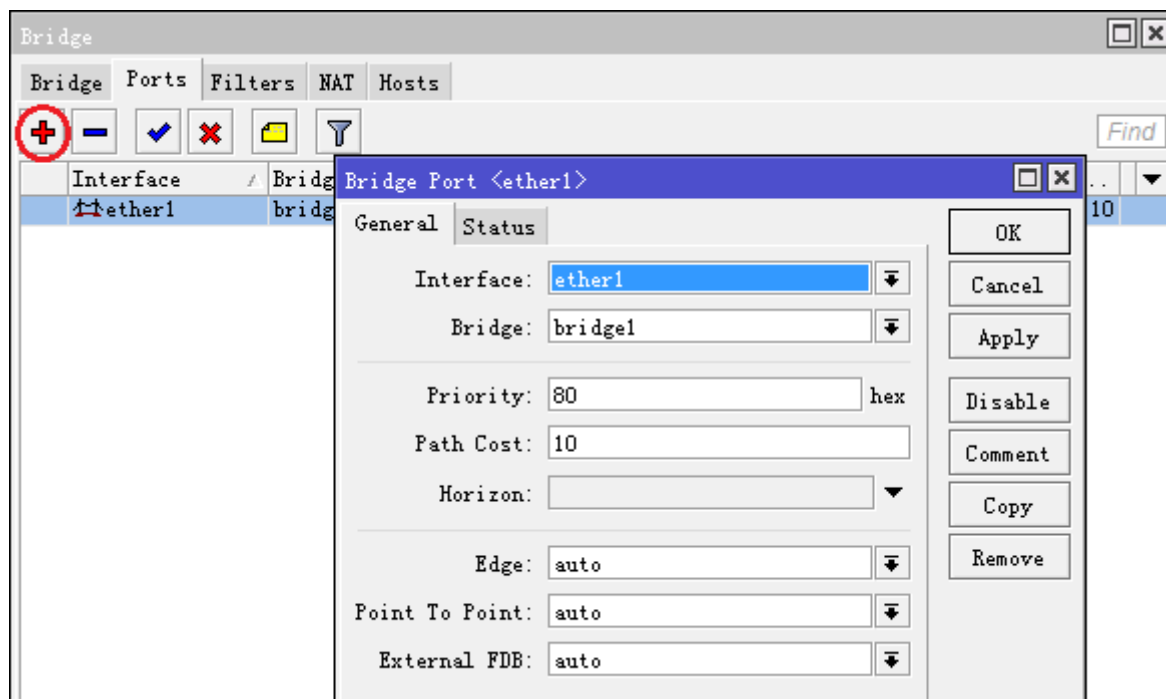 Bridge
Bridge Ports Filters NAT Hosts
Find
Interface Bridg
ether1 bridg
Bridge Port <ether1>
.. 
10
General Status
Interface: ether1
Bridge: bridge1
Priority: 80 hex
Path Cost: 10
Horizon:
Edge: auto
Point To Point: auto
External FDB: auto
OK
Cancel
Apply
Disable
Comment
Copy
Remove